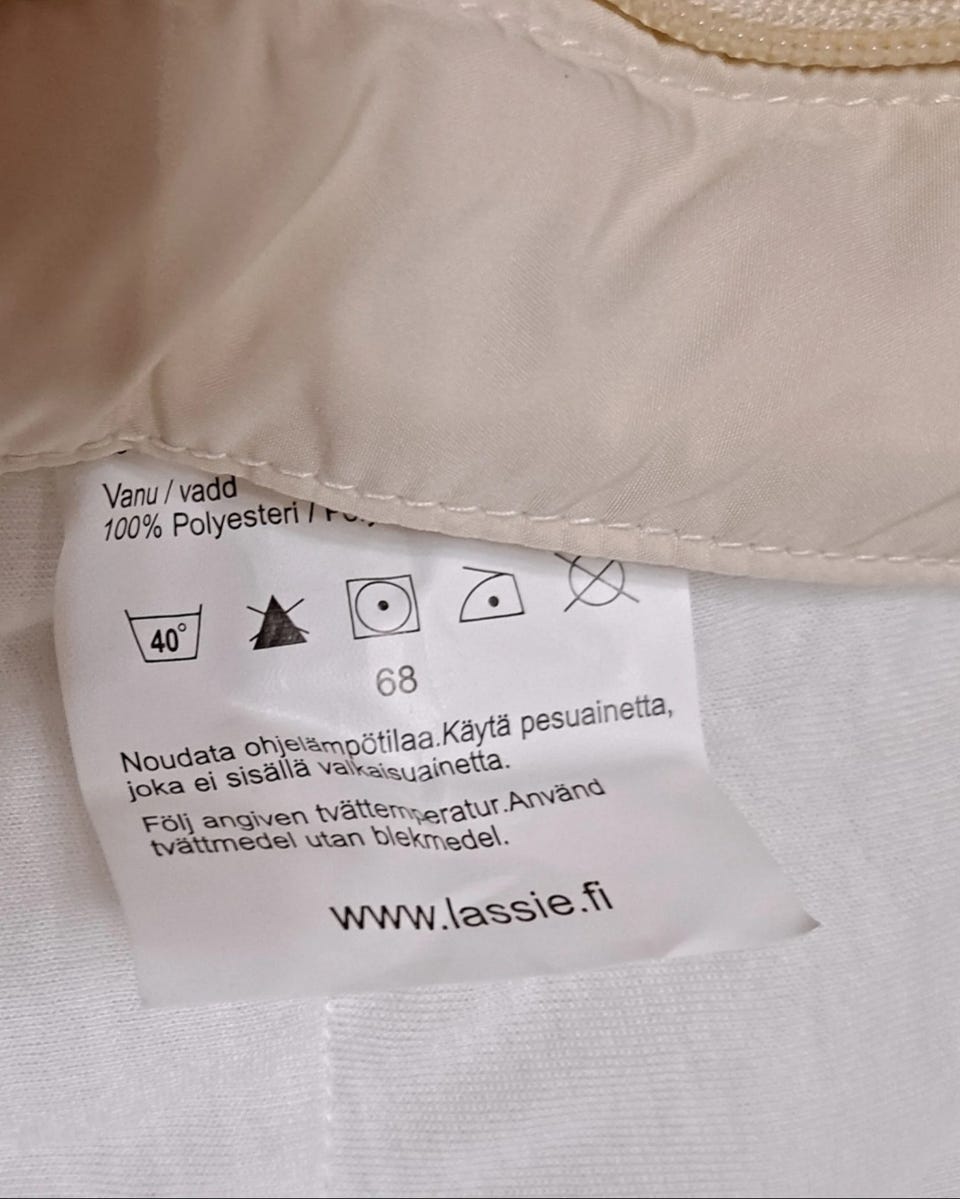 Vanu / vadd
100% Polyesteri /
40°
68
Noudata ohjelämpötilaa.Käytä pesuainetta,
joka ei sisällä valkaisuainetta.
Följ angiven tvättemperatur.Använd
tvättmedel utan blekmedel.
www.lassie.fi